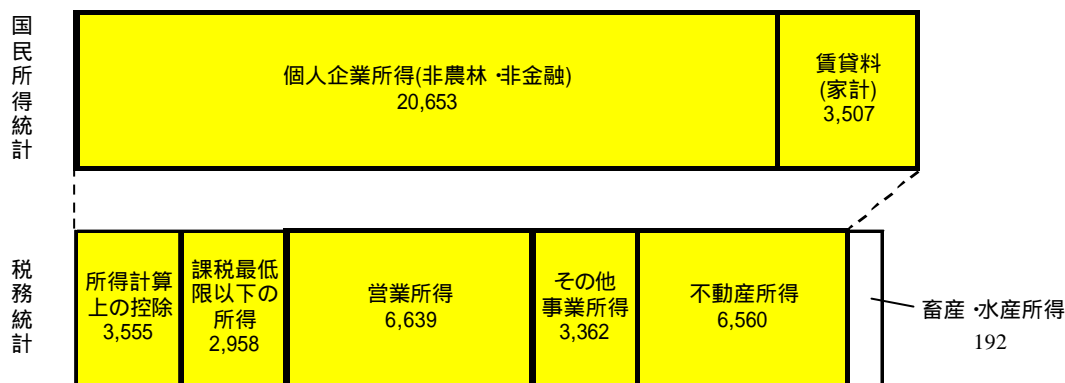 国民所得統計
個人企業所得(非農林・非金融)
20,653
賃貸料
(家計)
3,507
税務統計
所得計算
上の控除
3,555
課税最低
限以下の
所得
2,958
営業所得
6,639
その他
事業所得
3,362
不動産所得
6,560
畜産・水産所得
192